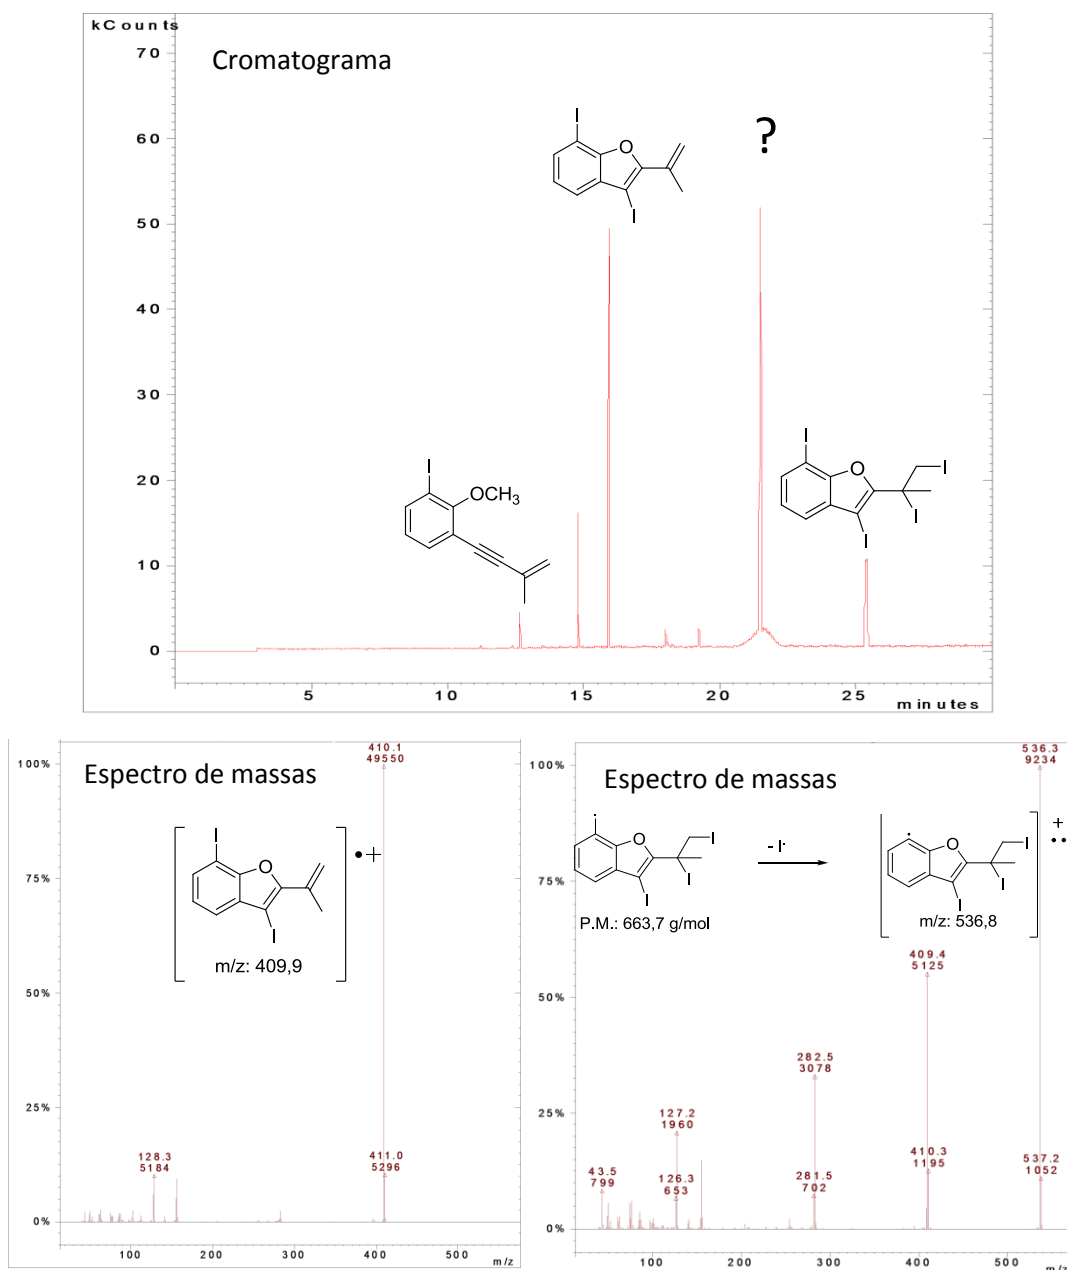 kCounts
70
Cromatograma
60
50
40
30
20
10
0
I
O
I
?
I
OCH3
I
O
I
I
I
5
10
15
20
25
minutes
Espectro de massas
100%
75%
50%
25%
0%
410.1
49550
I
O
I
•+
m/z: 409,9
128.3
5184
411.0
5296
100
200
300
400
500
m/z
Espectro de massas
100%
75%
50%
25%
0%
536.3
9234
O
I
I
I
P.M.: 663,7 g/mol
- I·
O
I
I
I
+
••
m/z: 536,8
409.4
5125
282.5
3078
127.2
1960
43.5
799
126.3
653
281.5
702
410.3
1195
537.2
1052
100
200
300
400
500
m/z